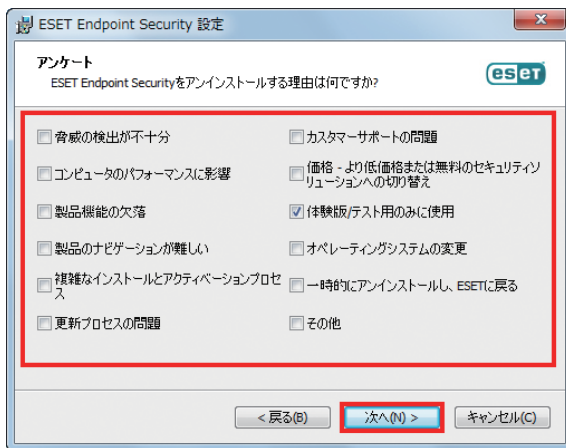 ESET Endpoint Security 設定
アンケート
ESET Endpoint Securityをアンインストールする理由は何ですか?
eseT
脅威の検出が不十分
カスタマーサポートの問題
コンピュータのパフォーマンスに影響
価格 - より低価格または無料のセキュリティソ
リューションへの切り替え
製品機能の欠落
体験版/テスト用のみに使用
製品のナビゲーションが難しい
オペレーティングシステムの変更
複雑なインストールとアクティベーションプロセ
ス
一時的にアンインストールし、ESETに戻る
更新プロセスの問題
その他
< 戻る(B)
次へ(N) >
キャンセル(C)